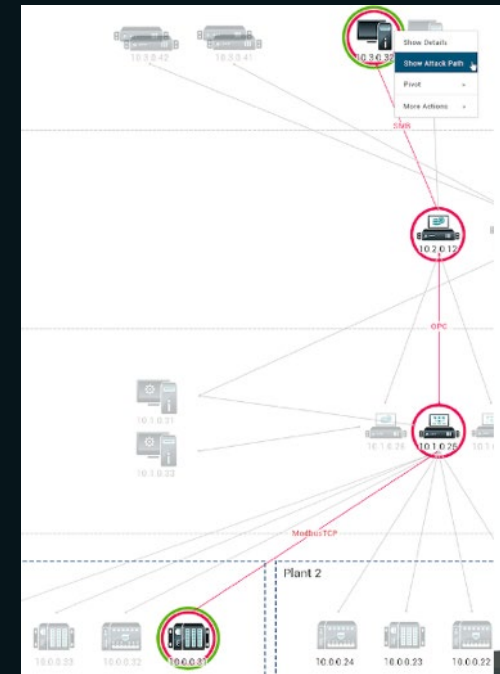 10.3.0.42
10.3.0.41
10.3.0.32
Show Details
Show Attack Path
Pivot
More Actions
SMB
10.2.0.12
OPC
10.1.0.31
10.1.0.33
10.1.0.26
10.1.0.25
ModbusTCP
Plant 2
10.0.0.33
10.0.0.32
10.0.0.31
10.0.0.24
10.0.0.23
10.0.0.22